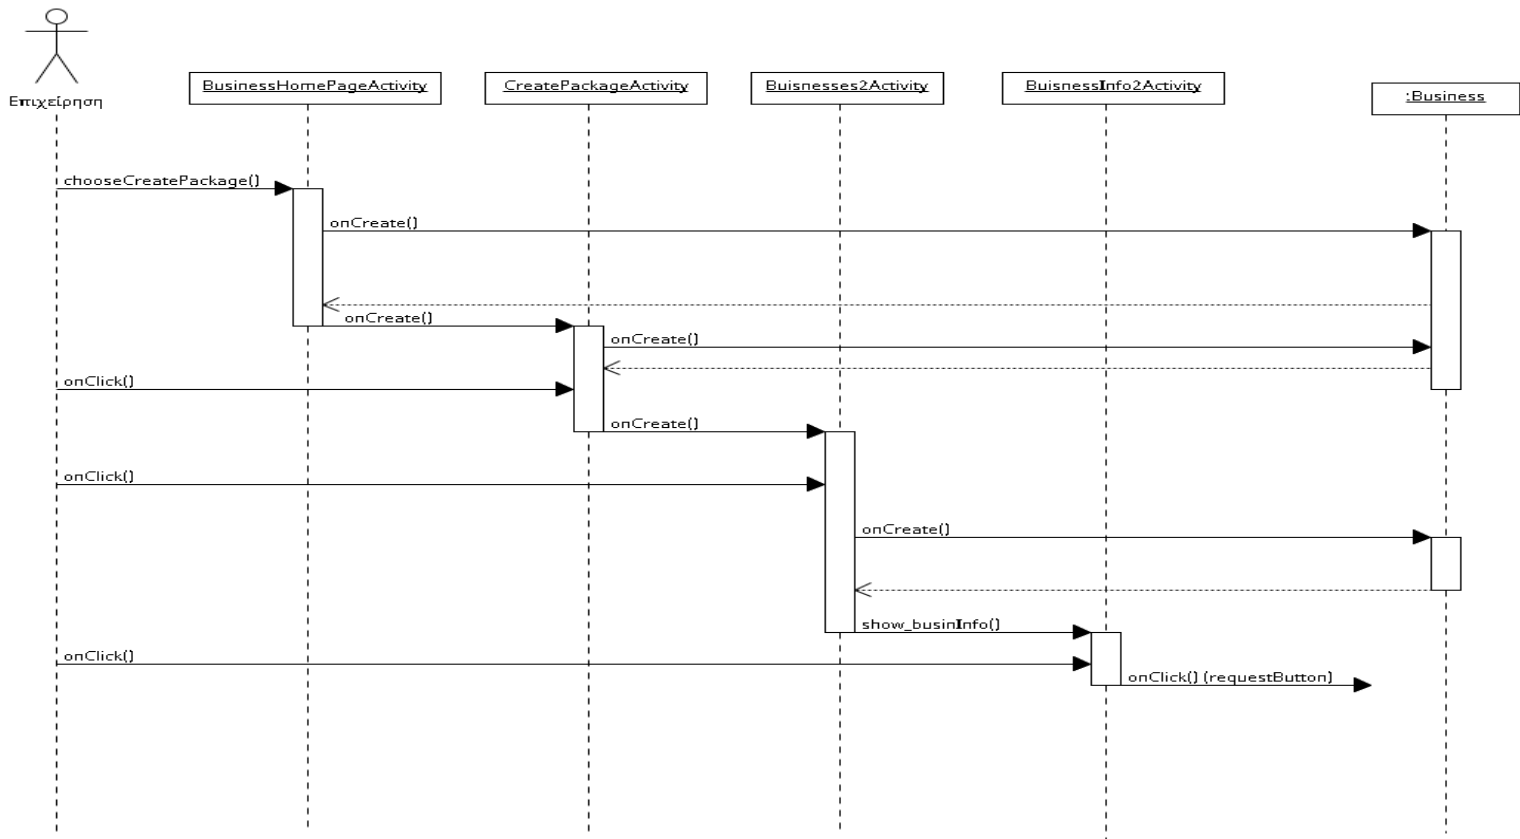 Επιχείρηση
BusinessHomePageActivity
CreatePackageActivity
Buisnesses2Activity
BuisnessInfo2Activity
:Business
chooseCreatePackage()
onCreate()
onCreate()
onCreate()
onClick()
onCreate()
onClick()
onCreate()
show_businInfo()
onClick()
onClick() (requestButton)